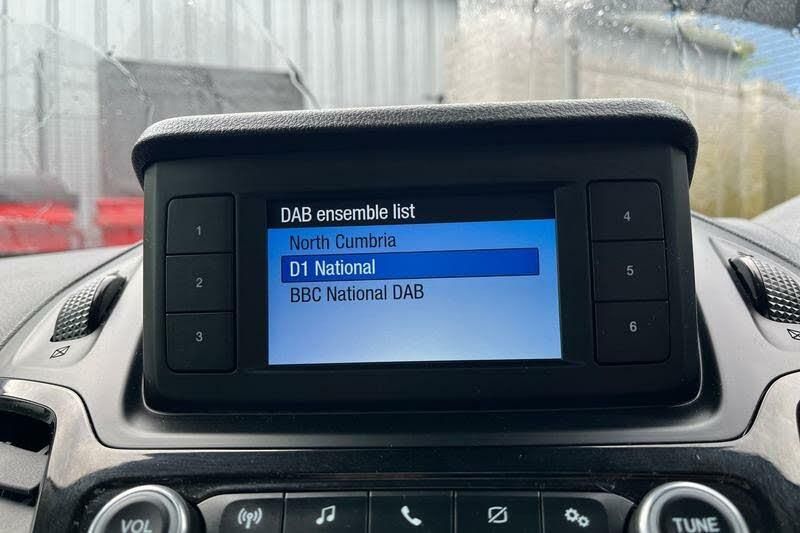 DAB ensemble list
North Cumbria
D1 National
BBC National DAB
1
2
3
4
5
6
VOL
TUNE